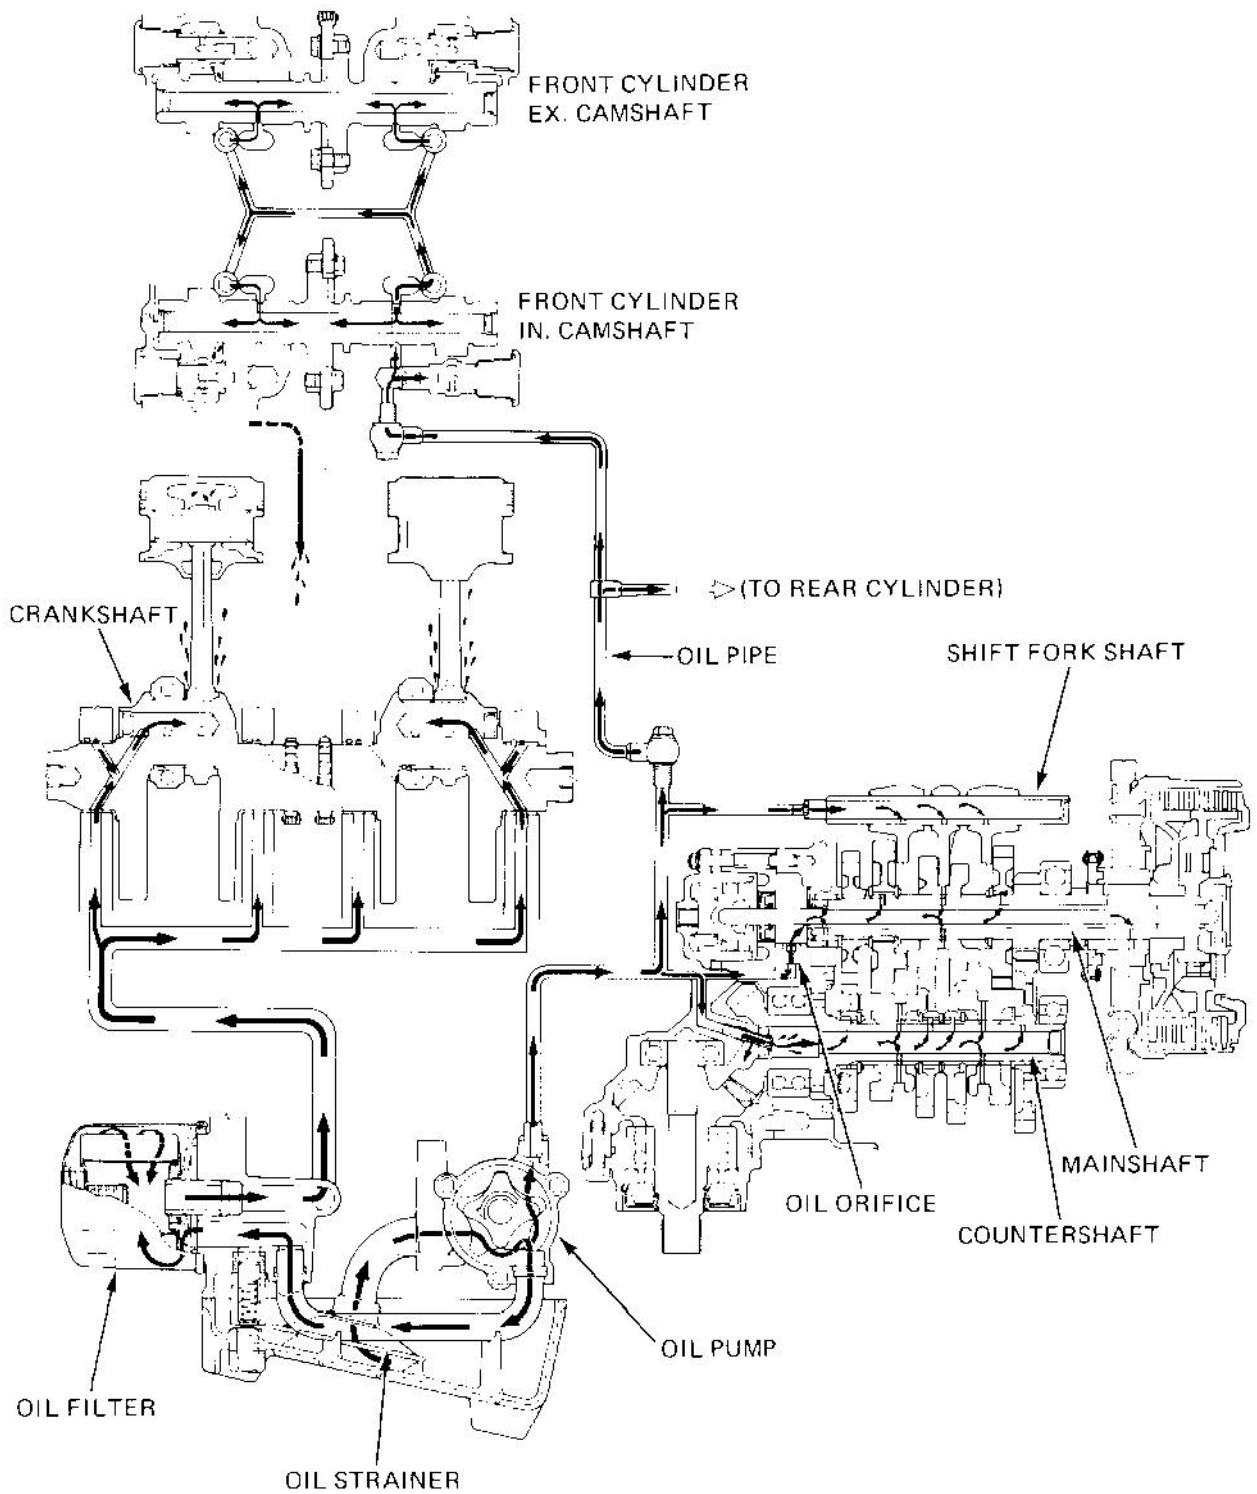 FRONT CYLINDER
EX. CAMSHAFT
FRONT CYLINDER
IN. CAMSHAFT
(TO REAR CYLINDER)
CRANKSHAFT
OIL PIPE
SHIFT FORK SHAFT
MAINSHAFT
OIL ORIFICE
COUNTERSHAFT
OIL PUMP
OIL FILTER
OIL STRAINER